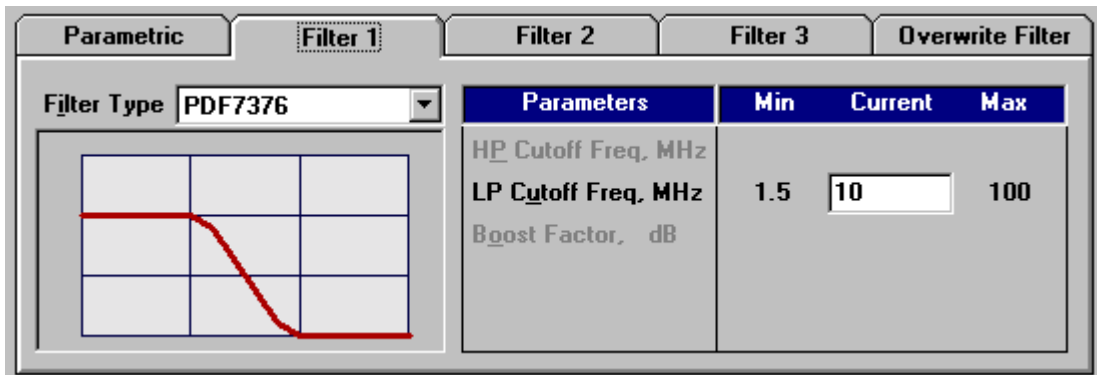 Parametric Filter 1 Filter 2 Filter 3 Overwrite Filter
Filter Type PDF7376
Parameters Min Current Max
HP Cutoff Freq, MHz
LP Cutoff Freq, MHz 1.5 10 100
Boost Factor, dB